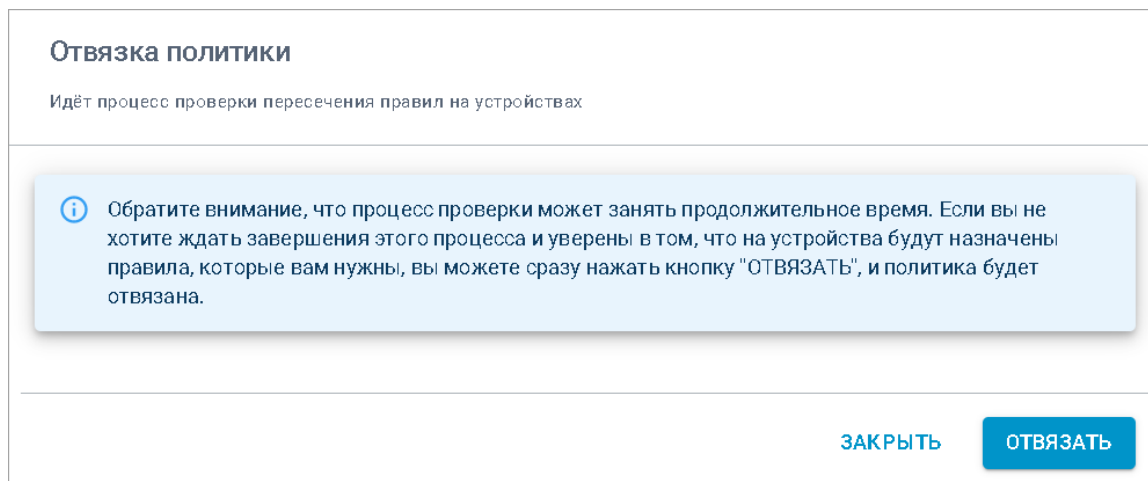 Отвязка политики
Идёт процесс проверки пересечения правил на устройствах
Обратите внимание, что процесс проверки может занять продолжительное время. Если вы не
хотите ждать завершения этого процесса и уверены в том, что на устройства будут назначены
правила, которые вам нужны, вы можете сразу нажать кнопку "ОТВЯЗАТЬ", и политика будет
отвязана.
ЗАКРЫТЬ ОТВЯЗАТЬ